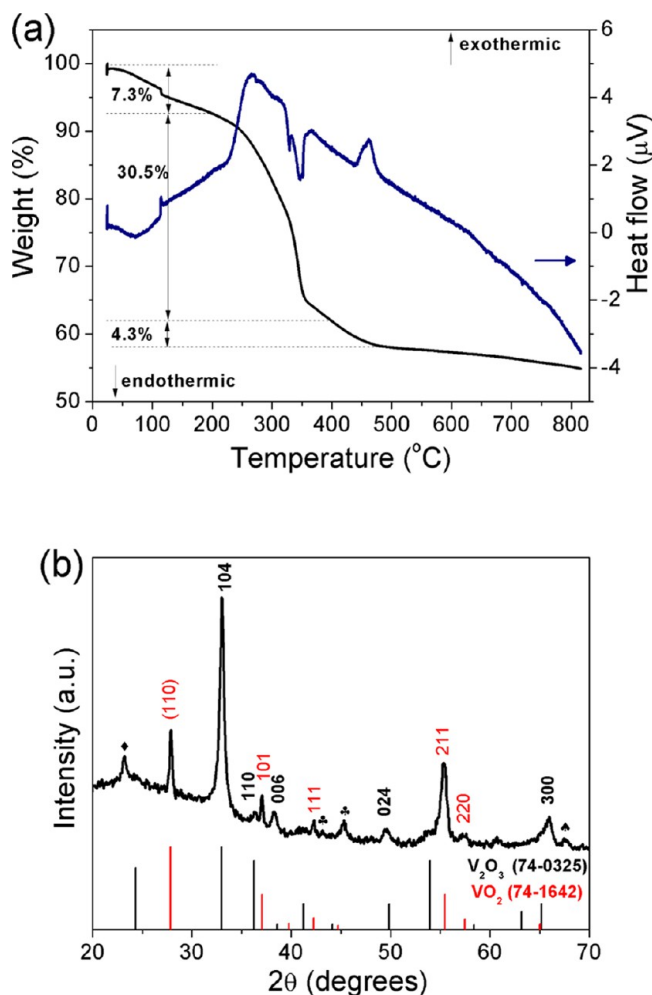 (a)
exothermic
7.3%
30.5%
4.3%
endothermic
100
90
80
70
60
50
Weight (%)
6
4
2
0
-2
-4
Heat flow (μV)
0 100 200 300 400 500 600 700 800
Temperature (°C)
(b)
♦
(110)
104
110
101
006
111
♣
♣
024
211
220
300
♠
Intensity (a.u.)
V₂O₃ (74-0325)
VO₂ (74-1642)
20 30 40 50 60 70
2θ (degrees)